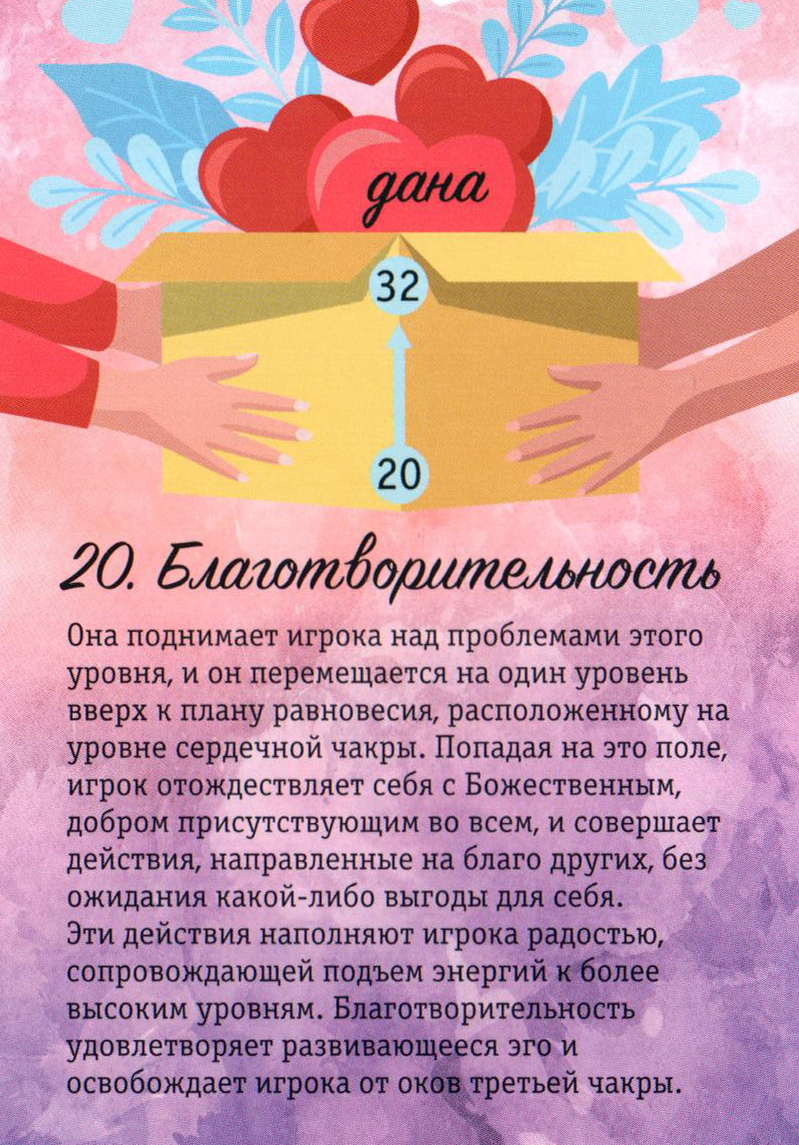 дана
32
20
20. Благотворительность
Она поднимает игрока над проблемами этого
уровня, и он перемещается на один уровень
вверх к плану равновесия, расположенному на
уровне сердечной чакры. Попадая на это поле,
игрок отождествляет себя с Божественным,
добром присутствующим во всем, и совершает
действия, направленные на благо других, без
ожидания какой-либо выгоды для себя.
Эти действия наполняют игрока радостью,
сопровождающей подъем энергий к более
высоким уровням. Благотворительность
удовлетворяет развивающееся эго и
освобождает игрока от оков третьей чакры.